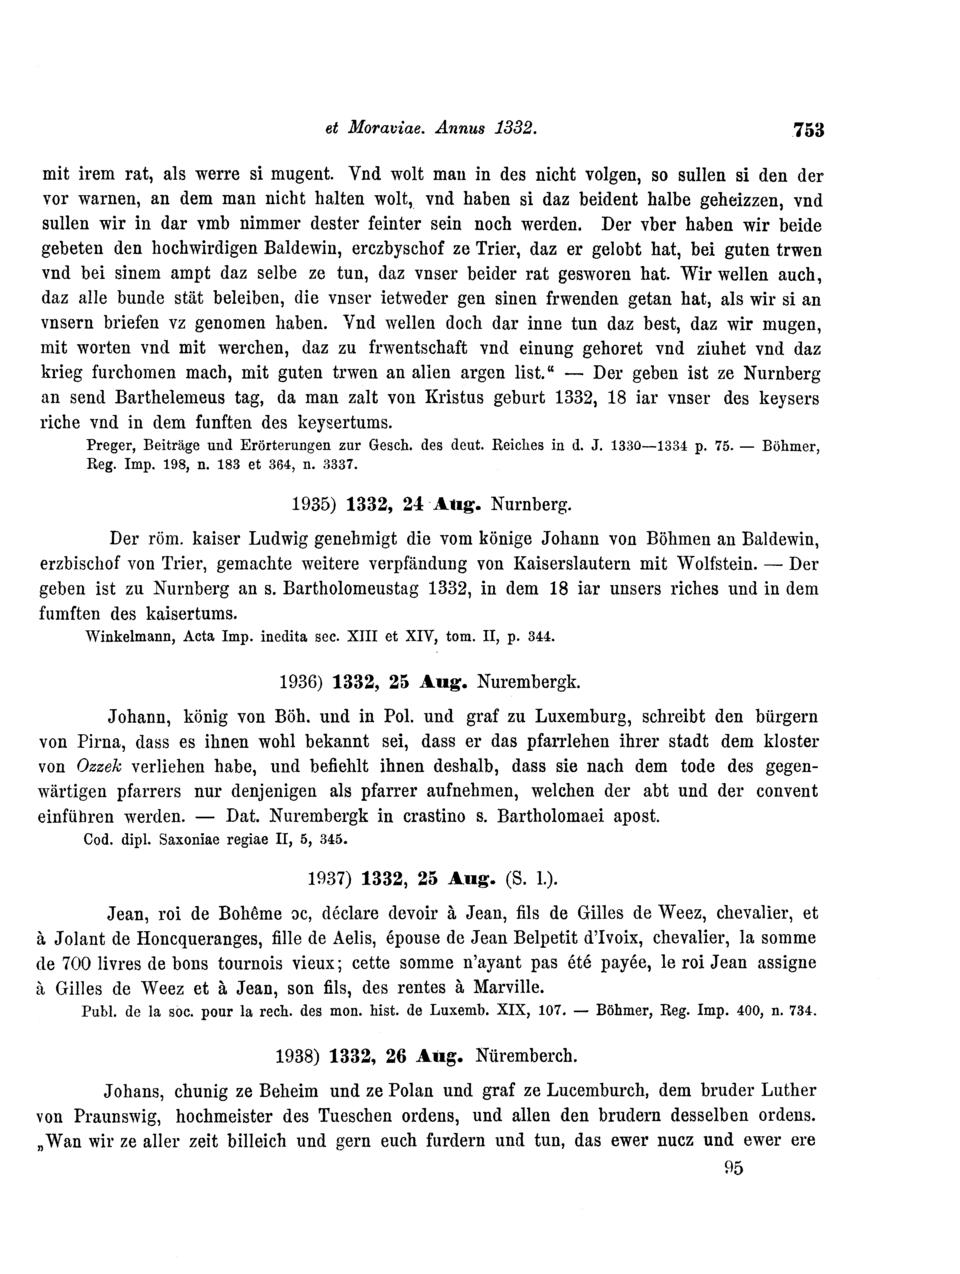 et Moraviae. Annus 1332. 753
mit irem rat, als werre si mugent. Vnd wolt man in des nicht volgen, so sullen si den der
vor warnen, an dem man nicht halten wolt, vnd haben si daz beident halbe geheizzen, vnd
sullen wir in dar vmb nimmer dester feinter sein noch werden. Der vber haben wir beide
gebeten den hochwirdigen Baldewin, erczbyschof ze Trier, daz er gelobt hat, bei guten trwen
vnd bei sinem ampt daz selbe ze tun, daz vnser beider rat gesworen hat. Wir wellen auch,
daz alle bunde stät beleiben, die vnser ietweder gen sinen frwenden getan hat, als wir si an
vnsern briefen vz genomen haben. Vnd wellen doch dar inne tun daz best, daz wir mugen,
mit worten vnd mit werchen, daz zu frwentschaft vnd einung gehoret vnd ziuhet vnd daz
krieg furchomen mach, mit guten trwen an allen argen list.“ — Der geben ist ze Nurnberg
an send Barthelemeus tag, da man zalt von Kristus geburt 1332, 18 iar vnser des keysers
riche vnd in dem funften des keysertums.
Preger, Beiträge und Erörterungen zur Gesch. des deut. Reiches in d. J. 1330—1334 p. 75. — Böhmer,
Reg. Imp. 198, n. 183 et 364, n. 3337.
1935) 1332, 24 Aug. Nurnberg.
Der röm. kaiser Ludwig genehmigt die vom könige Johann von Böhmen an Baldewin,
erzbischof von Trier, gemachte weitere verpfändung von Kaiserslautern mit Wolfstein. — Der
geben ist zu Nurnberg an s. Bartholomeustag 1332, in dem 18 iar unsers riches und in dem
fumften des kaisertums.
Winkelmann, Acta Imp. inedita sec. XIII et XIV, tom. II, p. 344.
1936) 1332, 25 Aug. Nurembergk.
Johann, könig von Böh. und in Pol. und graf zu Luxemburg, schreibt den bürgern
von Pirna, dass es ihnen wohl bekannt sei, dass er das pfarrlehen ihrer stadt dem kloster
von Ozzek verliehen habe, und befiehlt ihnen deshalb, dass sie nach dem tode des gegen-
wärtigen pfarrers nur denjenigen als pfarrer aufnehmen, welchen der abt und der convent
einführen werden. — Dat. Nurembergk in crastino s. Bartholomaei apost.
Cod. dipl. Saxoniae regiae II, 5, 345.
1937) 1332, 25 Aug. (S. l.).
Jean, roi de Bohême ɔc, déclare devoir à Jean, fils de Gilles de Weez, chevalier, et
à Jolant de Honcqueranges, fille de Aelis, épouse de Jean Belpetit d'Ivoix, chevalier, la somme
de 700 livres de bons tournois vieux; cette somme n'ayant pas été payée, le roi Jean assigne
à Gilles de Weez et à Jean, son fils, des rentes à Marville.
Publ. de la soc. pour la rech. des mon. hist. de Luxemb. XIX, 107. — Böhmer, Reg. Imp. 400, n. 734.
1938) 1332, 26 Aug. Nüremberch.
Johans, chunig ze Beheim und ze Polan und graf ze Lucemburch, dem bruder Luther
von Praunswig, hochmeister des Tueschen ordens, und allen den brudern desselben ordens.
„Wan wir ze aller zeit billeich und gern euch furdern und tun, das ewer nucz und ewer ere
95